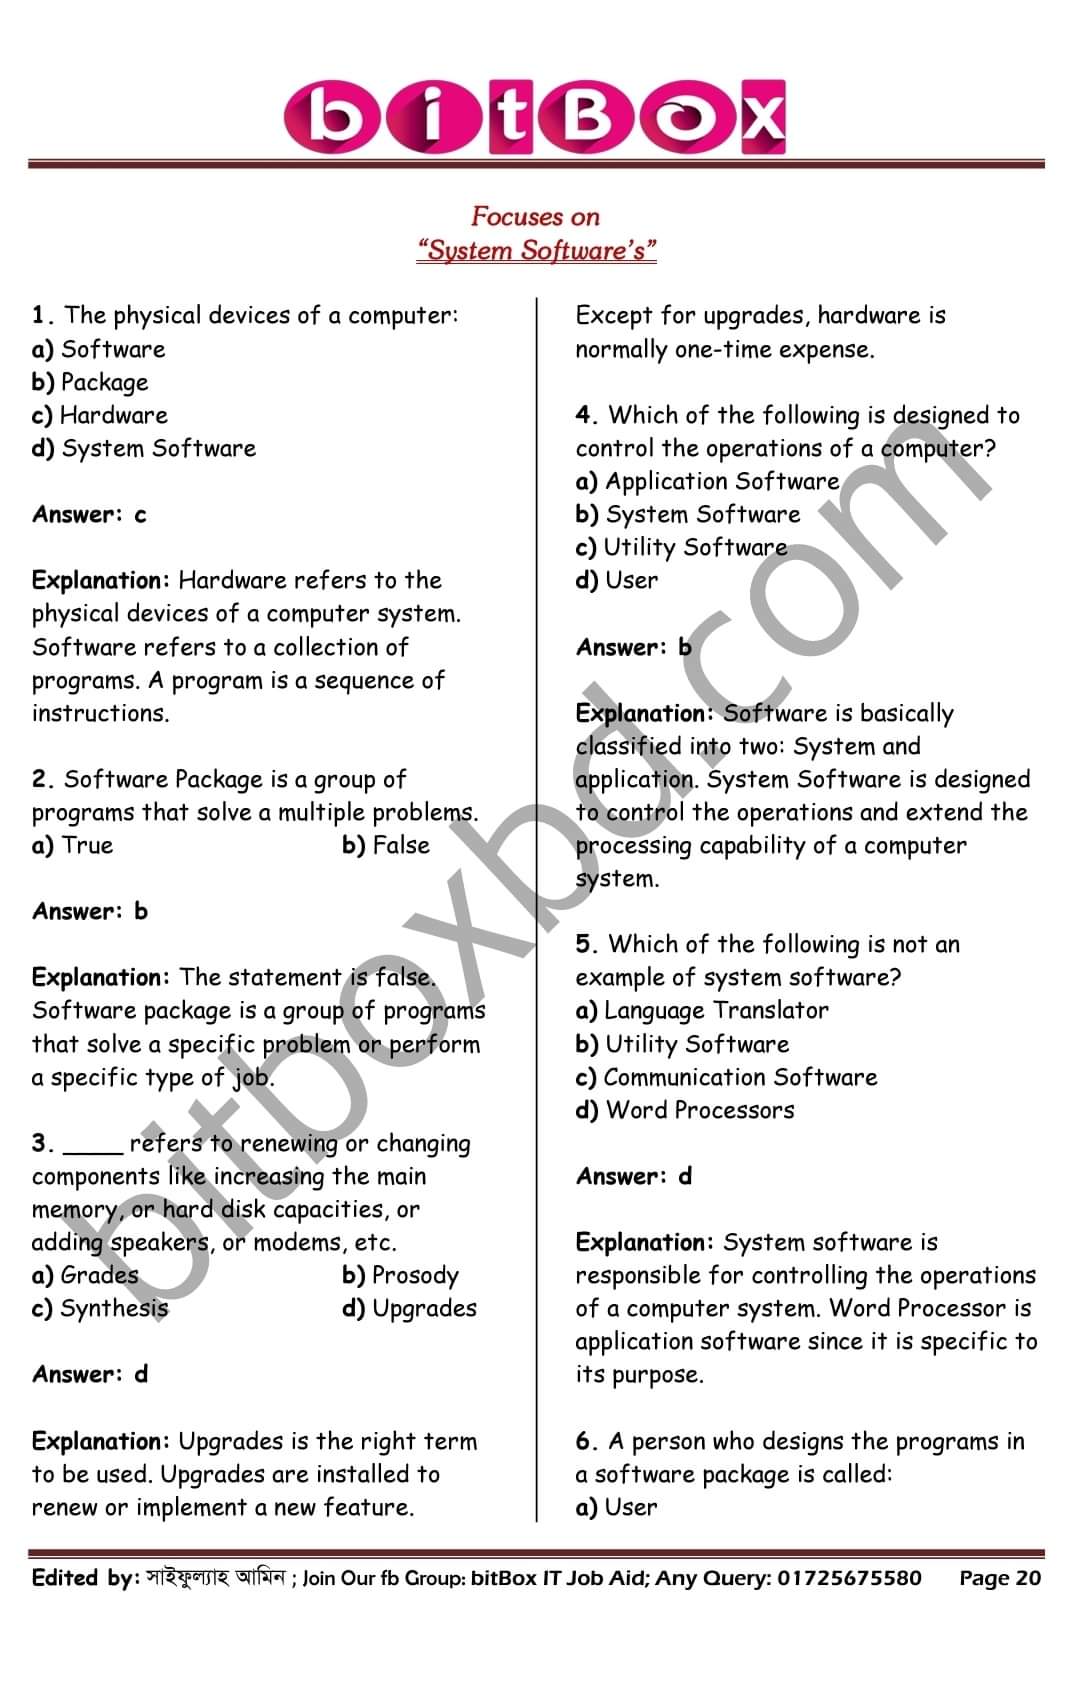 bitBox
Focuses on
“System Software’s”
1. The physical devices of a computer:
a) Software
b) Package
c) Hardware
d) System Software
Answer: c
Explanation: Hardware refers to the
physical devices of a computer system.
Software refers to a collection of
programs. A program is a sequence of
instructions.
2. Software Package is a group of
programs that solve a multiple problems.
a) True b) False
Answer: b
Explanation: The statement is false.
Software package is a group of programs
that solve a specific problem or perform
a specific type of job.
3. _____ refers to renewing or changing
components like increasing the main
memory, or hard disk capacities, or
adding speakers, or modems, etc.
a) Grades b) Prosody
c) Synthesis d) Upgrades
Answer: d
Explanation: Upgrades is the right term
to be used. Upgrades are installed to
renew or implement a new feature.
Except for upgrades, hardware is
normally one-time expense.
4. Which of the following is designed to
control the operations of a computer?
a) Application Software
b) System Software
c) Utility Software
d) User
Answer: b
Explanation: Software is basically
classified into two: System and
application. System Software is designed
to control the operations and extend the
processing capability of a computer
system.
5. Which of the following is not an
example of system software?
a) Language Translator
b) Utility Software
c) Communication Software
d) Word Processors
Answer: d
Explanation: System software is
responsible for controlling the operations
of a computer system. Word Processor is
application software since it is specific to
its purpose.
6. A person who designs the programs in
a software package is called:
a) User
bitboxbd.com
Edited by: সাইফুল্যাহ আমিন ; Join Our fb Group: bitBox IT Job Aid; Any Query: 01725675580 Page 20